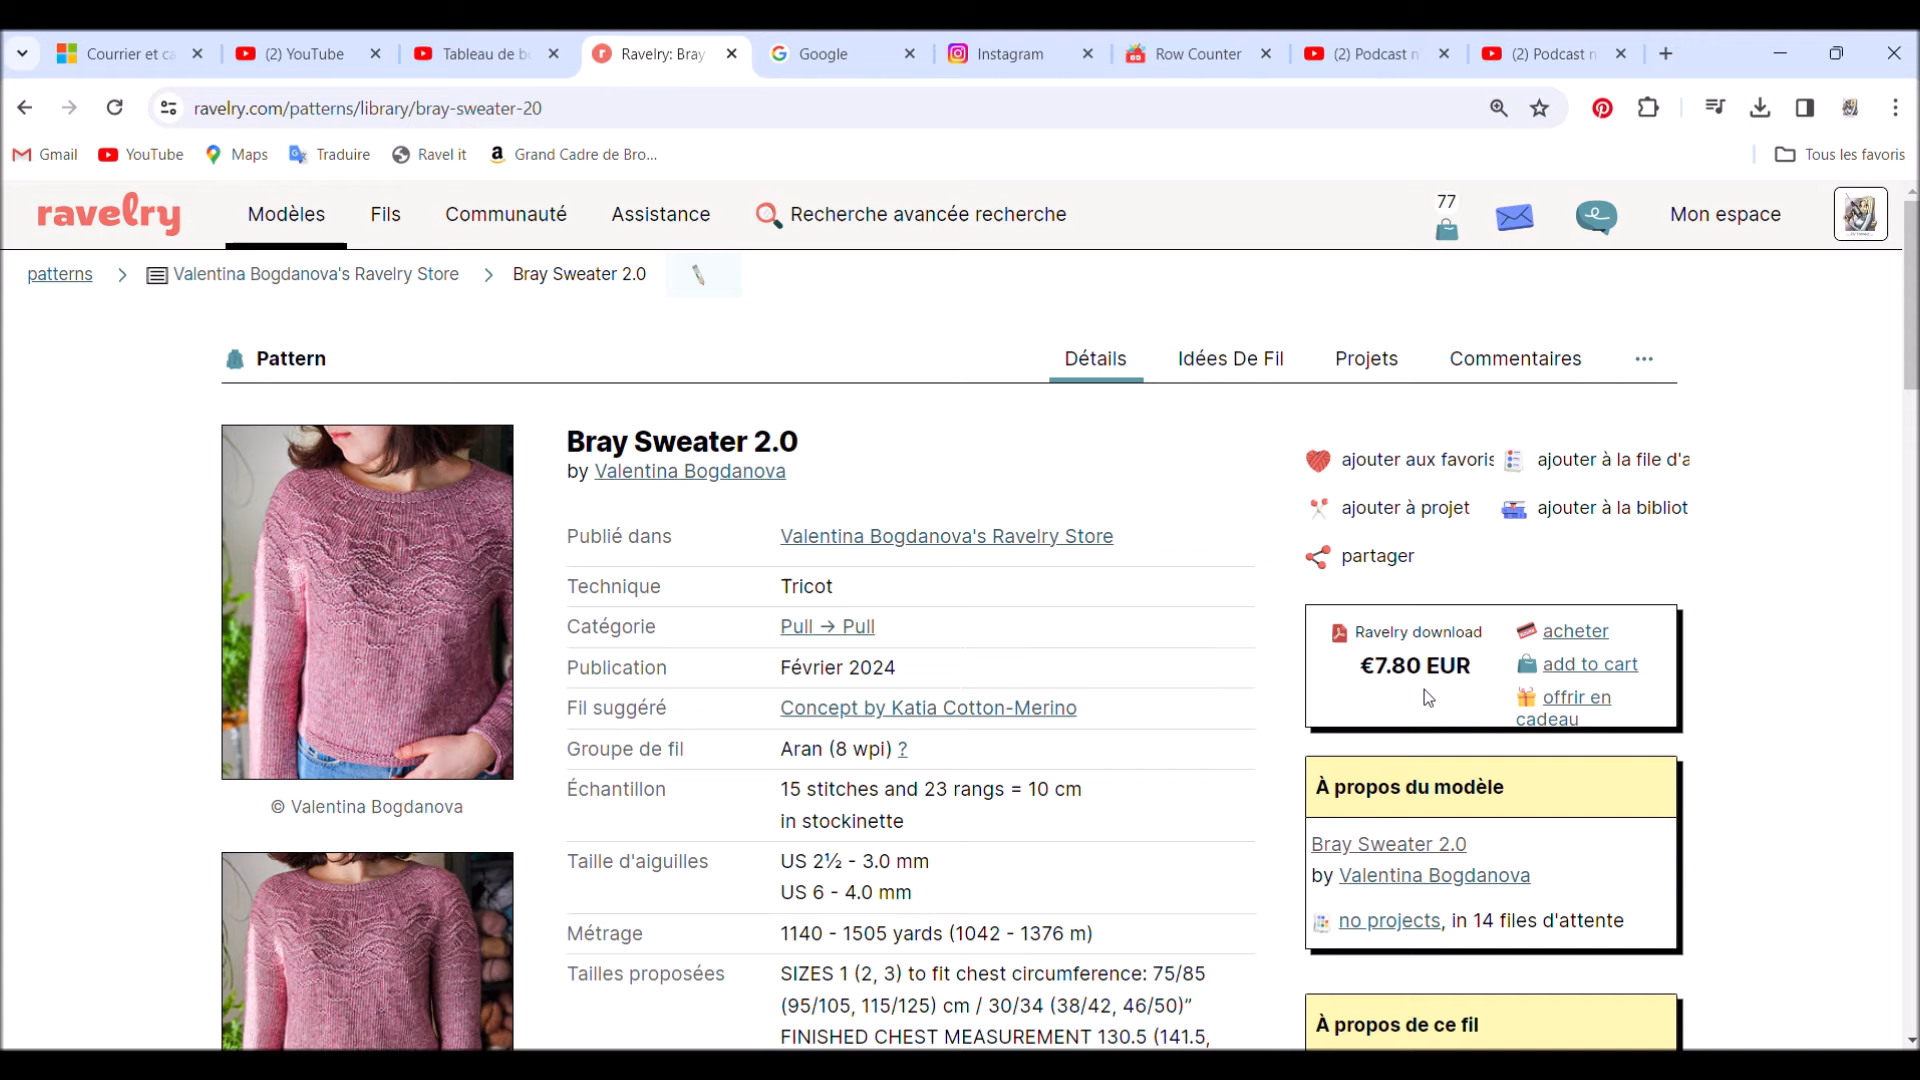 Courrier et ca
(2) YouTube
Tableau de b
Ravelry: Bray
Google
Instagram
Row Counter
(2) Podcast n
(2) Podcast n
ravelry.com/patterns/library/bray-sweater-20
Gmail
YouTube
Maps
Traduire
Ravel it
Grand Cadre de Bro...
Tous les favoris
ravelry
Modèles
Fils
Communauté
Assistance
Recherche avancée recherche
77
Mon espace
patterns
Valentina Bogdanova's Ravelry Store
Bray Sweater 2.0
Pattern
Détails
Idées De Fil
Projets
Commentaires
Bray Sweater 2.0
by Valentina Bogdanova
Publié dans Valentina Bogdanova's Ravelry Store
Technique Tricot
Catégorie Pull → Pull
Publication Février 2024
Fil suggéré Concept by Katia Cotton-Merino
Groupe de fil Aran (8 wpi) ?
Échantillon 15 stitches and 23 rangs = 10 cm
in stockinette
Taille d'aiguilles US 2½ - 3.0 mm
US 6 - 4.0 mm
Métrage 1140 - 1505 yards (1042 - 1376 m)
Tailles proposées SIZES 1 (2, 3) to fit chest circumference: 75/85
(95/105, 115/125) cm / 30/34 (38/42, 46/50)”
FINISHED CHEST MEASUREMENT 130.5 (141.5,
© Valentina Bogdanova
ajouter aux favoris
ajouter à la file d'a
ajouter à projet
ajouter à la bibliot
partager
Ravelry download
€7.80 EUR
acheter
add to cart
offrir en
cadeau
À propos du modèle
Bray Sweater 2.0
by Valentina Bogdanova
no projects, in 14 files d'attente
À propos de ce fil